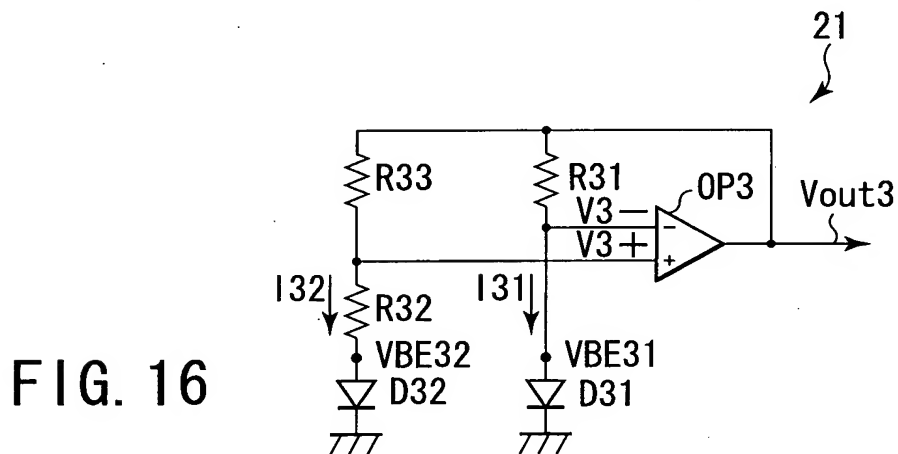 21
R33
R31
OP3
Vout3
V3−
−
V3+
+
I32
R32
I31
VBE32
VBE31
D32
D31
FIG. 16